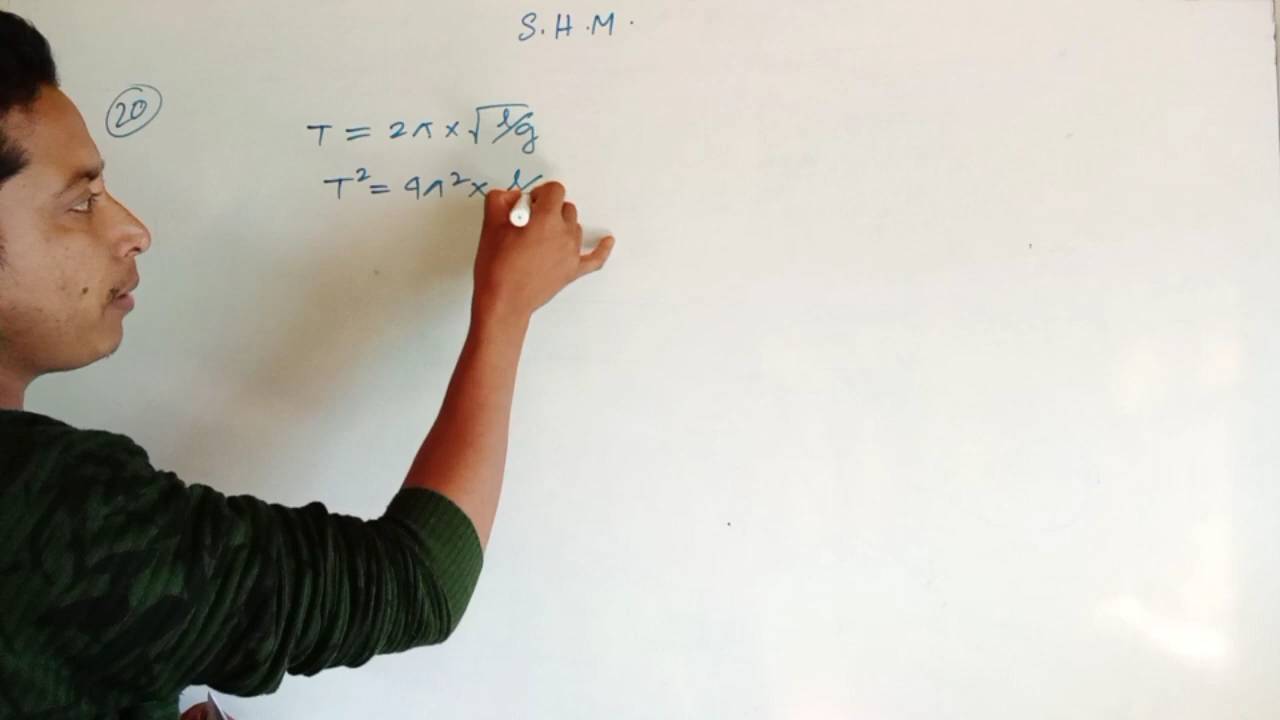 S.H.M.
20
T = 2π × √l/g
T² = 4π² × l/